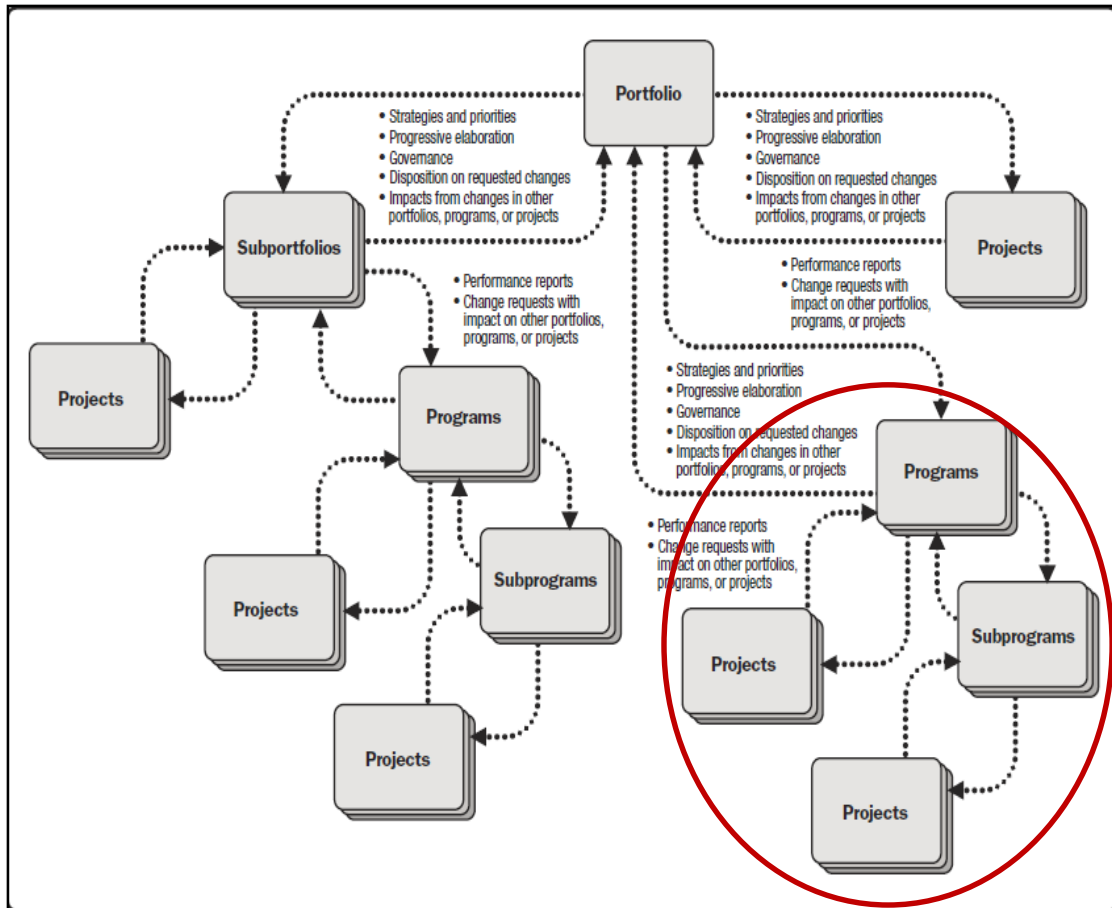 Portfolio
• Strategies and priorities
• Progressive elaboration
• Governance
• Disposition on requested changes
• Impacts from changes in other
portfolios, programs, or projects
• Strategies and priorities
• Progressive elaboration
• Governance
• Disposition on requested changes
• Impacts from changes in other
portfolios, programs, or projects
Subportfolios
Projects
• Performance reports
• Change requests with
impact on other portfolios,
programs, or projects
• Performance reports
• Change requests with
impact on other portfolios,
programs, or projects
Projects
Programs
• Strategies and priorities
• Progressive elaboration
• Governance
• Disposition on requested changes
• Impacts from changes in other
portfolios, programs, or projects
Programs
• Performance reports
• Change requests with
impact on other portfolios,
programs, or projects
Projects
Subprograms
Projects
Subprograms
Projects
Projects